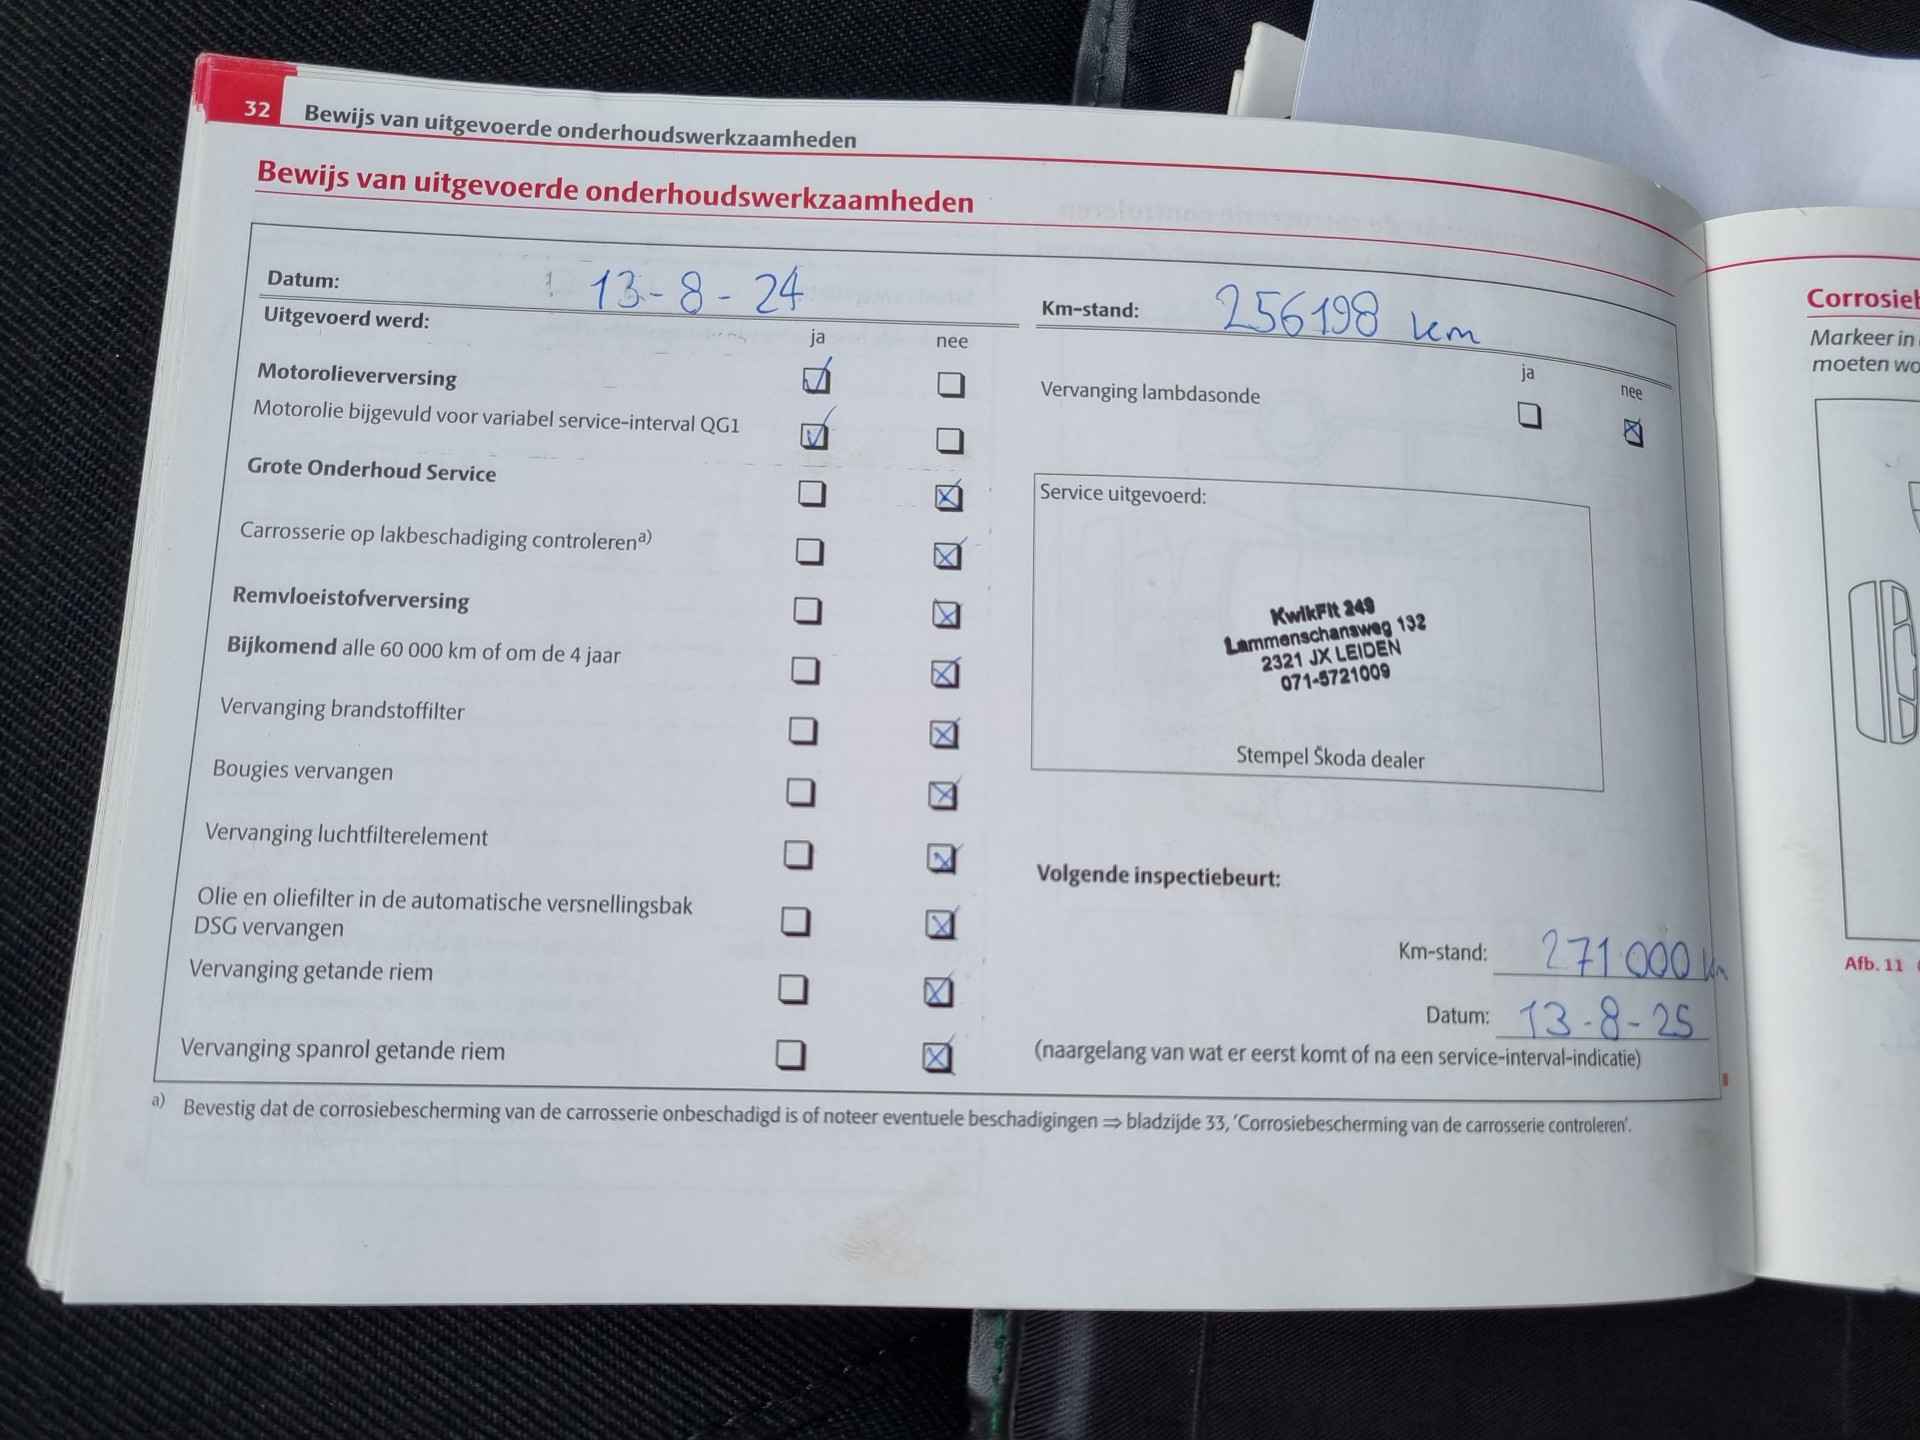 32 Bewijs van uitgevoerde onderhoudswerkzaamheden
Bewijs van uitgevoerde onderhoudswerkzaamheden
Datum: 13-8-24
Uitgevoerd werd:
ja nee
Motorolieverversing
Motorolie bijgevuld voor variabel service-interval QG1
Grote Onderhoud Service
Carrosserie op lakbeschadiging controleren a)
Remvloeistofverversing
Bijkomend alle 60 000 km of om de 4 jaar
Vervanging brandstoffilter
Bougies vervangen
Vervanging luchtfilterelement
Olie en oliefilter in de automatische versnellingsbak
DSG vervangen
Vervanging getande riem
Vervanging spanrol getande riem
Km-stand: 256198 km
ja nee
Vervanging lambdasonde
Service uitgevoerd:
KwikFit 249
Lammenschansweg 132
2321 JX LEIDEN
071-5721009
Stempel Škoda dealer
Volgende inspectiebeurt:
Km-stand: 271000 km
Datum: 13-8-25
(naargelang van wat er eerst komt of na een service-interval-indicatie)
a) Bevestig dat de corrosiebescherming van de carrosserie onbeschadigd is of noteer eventuele beschadigingen ⇒ bladzijde 33, 'Corrosiebescherming van de carrosserie controleren'.
Markeer in
moeten
Afb. 11